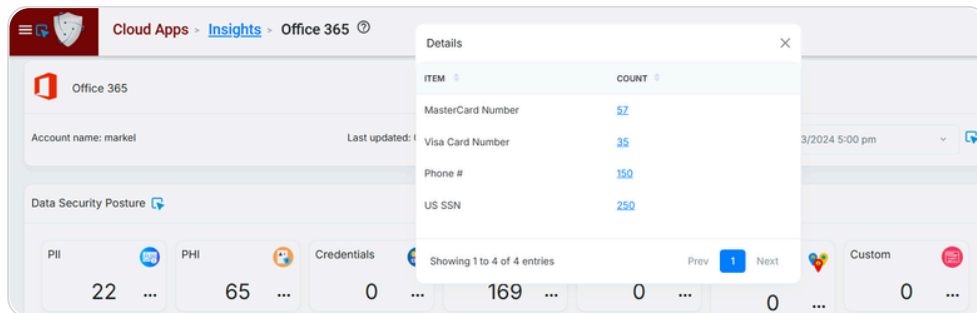 Cloud Apps > Insights > Office 365
Office 365
Account name: markel
Last updated:
3/2024 5:00 pm
Details
ITEM COUNT
MasterCard Number 57
Visa Card Number 35
Phone # 150
US SSN 250
Showing 1 to 4 of 4 entries Prev 1 Next
Data Security Posture
PII PHI Credentials Custom
22 ... 65 ... 0 ... 169 ... 0 ... 0 ... 0 ...